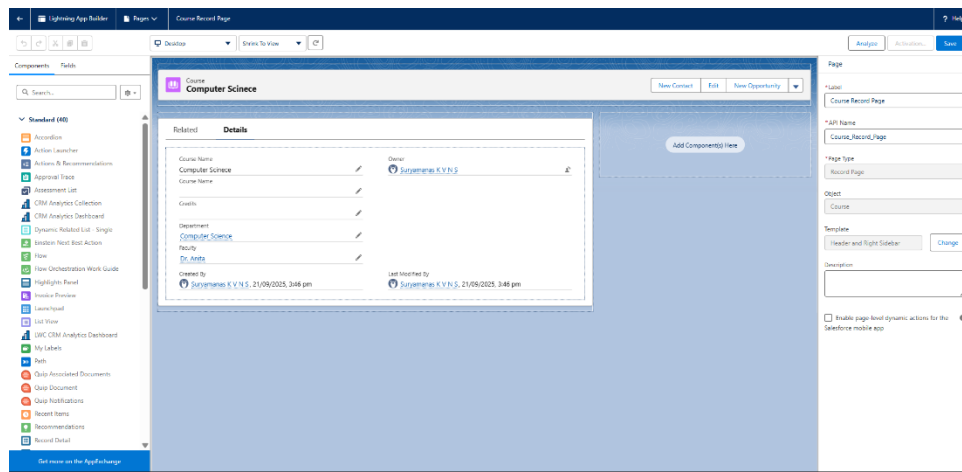 Lightning App Builder Pages Course Record Page ? Help
Desktop Shrink To View Analyze Activation... Save
Components Fields
Search...
Standard (40)
Accordion
Action Launcher
Actions & Recommendations
Approval Trace
Assessment List
CRM Analytics Collection
CRM Analytics Dashboard
Dynamic Related List - Single
Einstein Next Best Action
Flow
Flow Orchestration Work Guide
Highlights Panel
Invoice Preview
Launchpad
List View
LWC CRM Analytics Dashboard
My Labels
Path
Quip Associated Documents
Quip Document
Quip Notifications
Recent Items
Recommendations
Record Detail
Get more on the AppExchange
Course
Computer Scinece
New Contact Edit New Opportunity
Related Details
Course Name
Computer Scinece
Owner
Suryamanas K V N S
Course Name
Credits
Department
Computer Science
Faculty
Dr. Anita
Created By
Suryamanas K V N S, 21/09/2025, 3:46 pm
Last Modified By
Suryamanas K V N S, 21/09/2025, 3:46 pm
Add Component(s) Here
Page
*Label
Course Record Page
*API Name
Course_Record_Page
*Page Type
Record Page
Object
Course
Template
Header and Right Sidebar Change
Description
Enable page-level dynamic actions for the
Salesforce mobile app